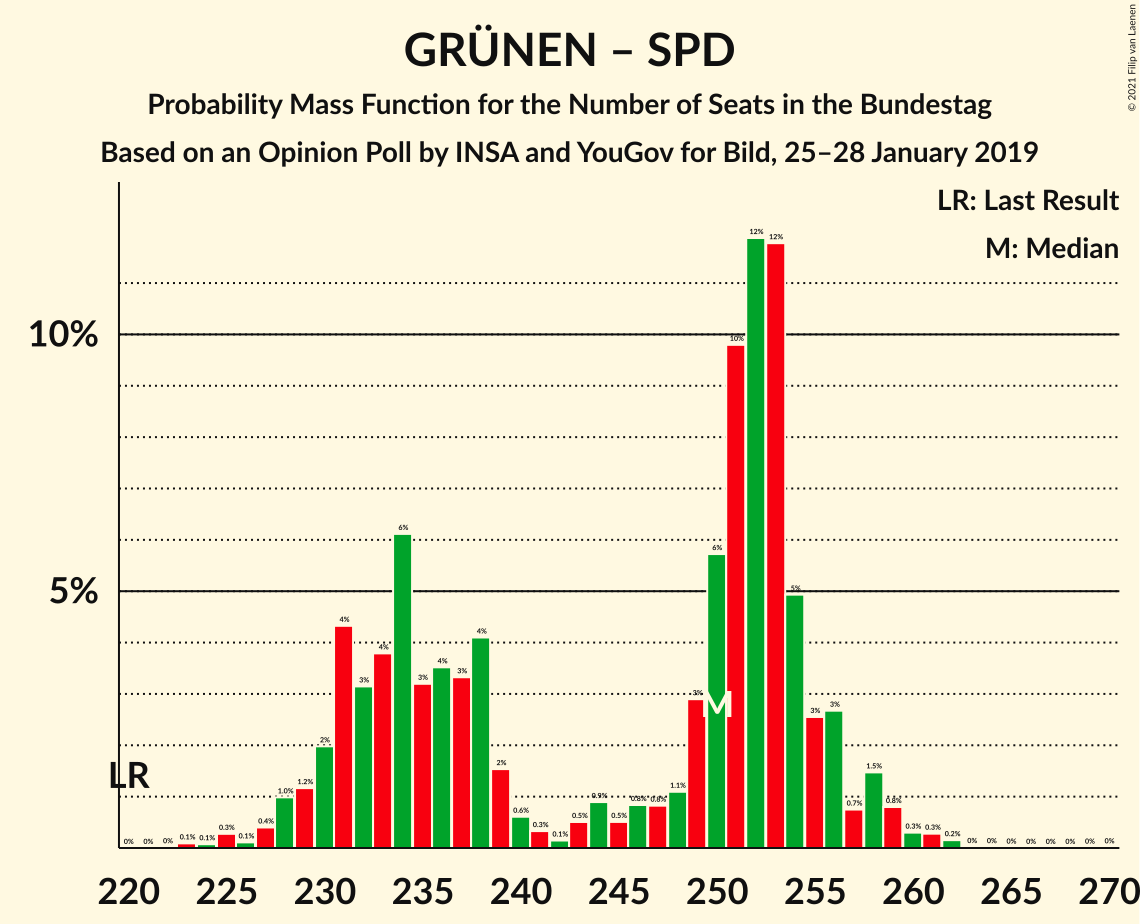 GRÜNEN – SPD
Probability Mass Function for the Number of Seats in the Bundestag
Based on an Opinion Poll by INSA and YouGov for Bild, 25–28 January 2019
© 2021 Filip van Laenen
LR: Last Result
M: Median
10%
5%
LR
M
0% 0% 0% 0.1% 0.1% 0.3% 0.1% 0.4% 1.0% 1.2% 2% 4% 3% 4% 6% 3% 4% 3% 4% 2% 0.6% 0.3% 0.1% 0.5% 0.9% 0.5% 0.8% 0.8% 1.1% 3% 6% 10% 12% 12% 5% 3% 3% 0.7% 1.5% 0.8% 0.3% 0.3% 0.2% 0% 0% 0% 0% 0% 0% 0% 0%
220 225 230 235 240 245 250 255 260 265 270